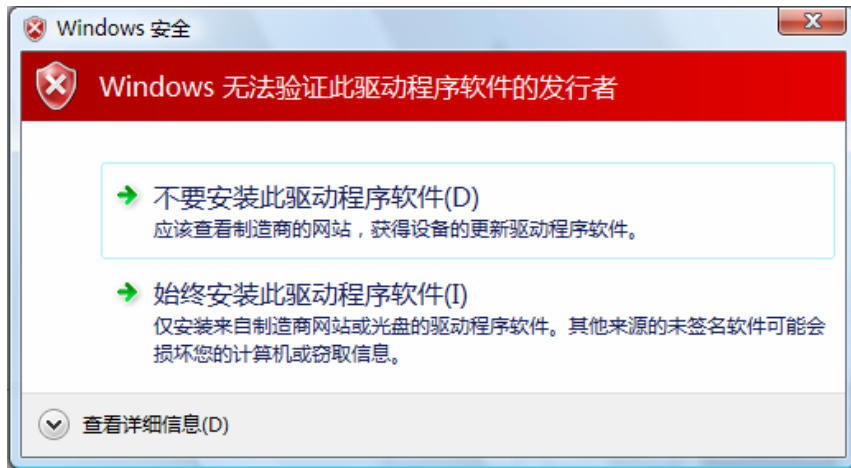 Windows 安全
Windows 无法验证此驱动程序软件的发行者
不要安装此驱动程序软件(D)
应该查看制造商的网站，获得设备的更新驱动程序软件。
始终安装此驱动程序软件(I)
仅安装来自制造商网站或光盘的驱动程序软件。其他来源的未签名软件可能会
损坏您的计算机或窃取信息。
查看详细信息(D)